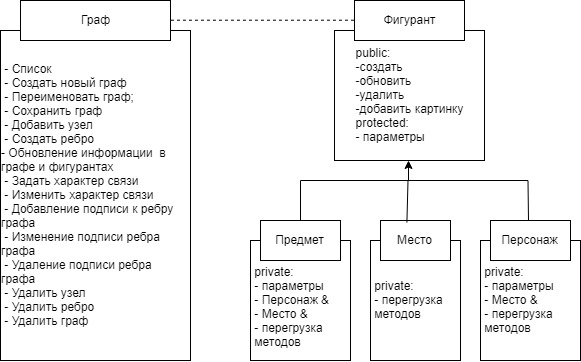 Граф
- Список
- Создать новый граф
- Переименовать граф;
- Сохранить граф
- Добавить узел
- Создать ребро
- Обновление информации в
графе и фигурантах
- Задать характер связи
- Изменить характер связи
- Добавление подписи к ребру
графа
- Изменение подписи ребра
графа
- Удаление подписи ребра
графа
- Удалить узел
- Удалить ребро
- Удалить граф
Фигурант
public:
-создать
-обновить
-удалить
-добавить картинку
protected:
- параметры
Предмет
private:
- параметры
- Персонаж &
- Место &
- перегрузка
методов
Место
private:
- перегрузка
методов
Персонаж
private:
- параметры
- Место &
- перегрузка
методов